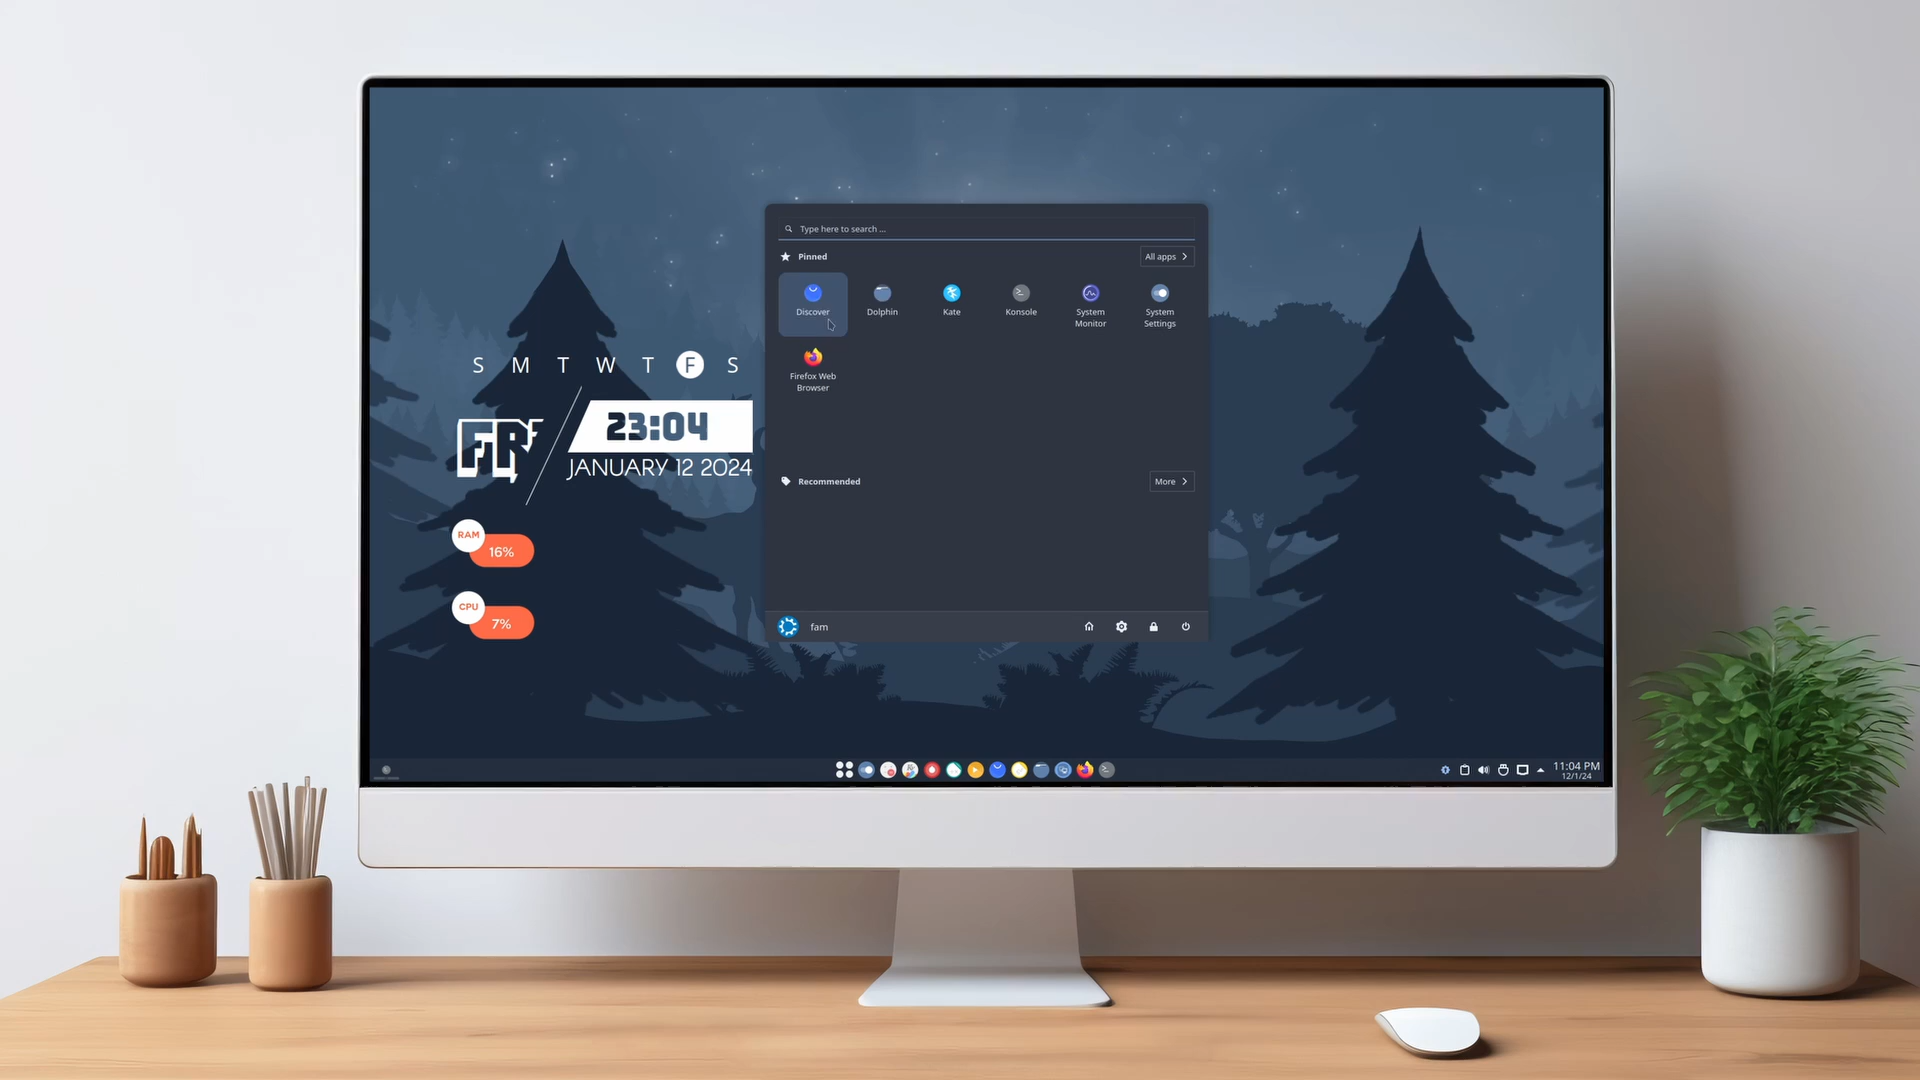 Type here to search ...
Pinned
All apps
Discover
Dolphin
Kate
Konsole
System
Monitor
System
Settings
Firefox Web
Browser
S M T W T F S
23:04
JANUARY 12 2024
RAM
16%
CPU
7%
Recommended
More
fam
11:04 PM
12/1/24